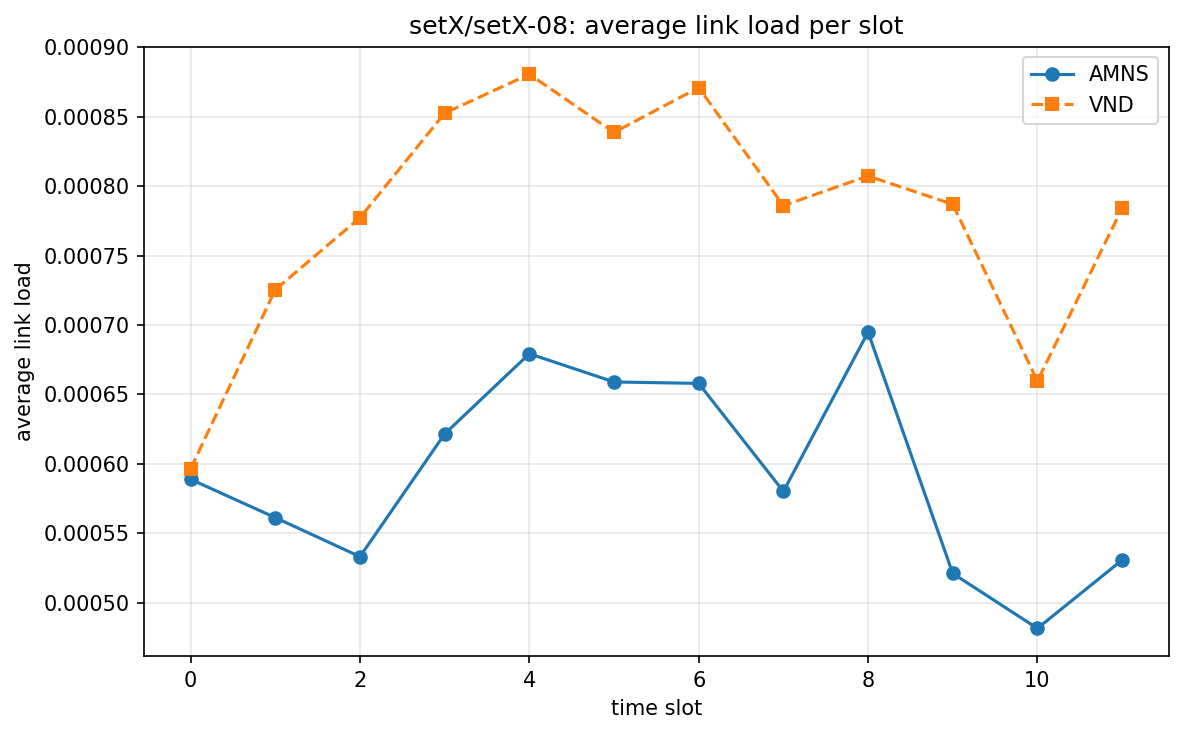 setX/setX-08: average link load per slot
0.00090
0.00085
0.00080
0.00075
0.00070
0.00065
0.00060
0.00055
0.00050
average link load
AMNS
VND
0 2 4 6 8 10
time slot